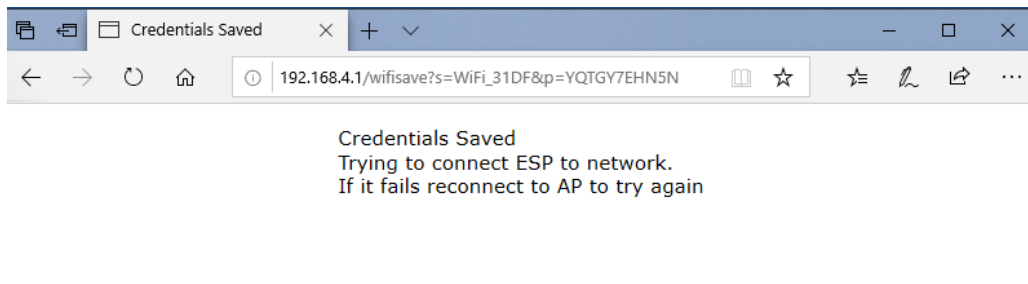 Credentials Saved
192.168.4.1/wifisave?s=WiFi_31DF&p=YQTGY7EHN5N
Credentials Saved
Trying to connect ESP to network.
If it fails reconnect to AP to try again